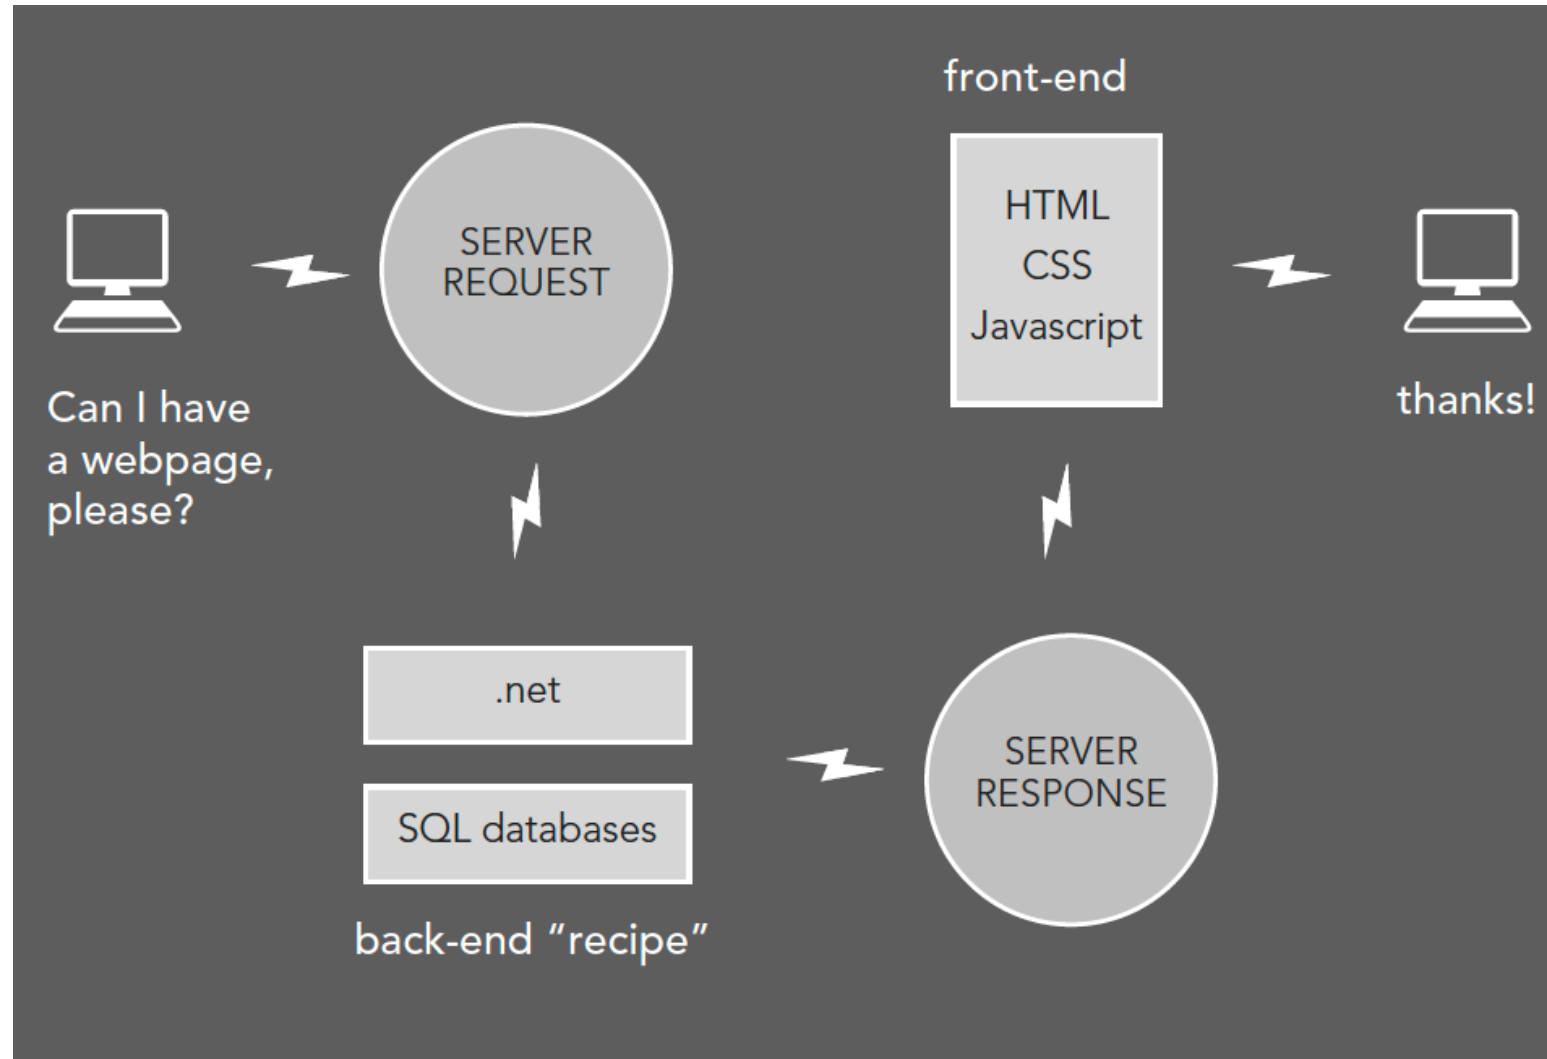 Can I have
a webpage,
please?
SERVER
REQUEST
.net
SQL databases
back-end “recipe”
SERVER
RESPONSE
front-end
HTML
CSS
Javascript
thanks!